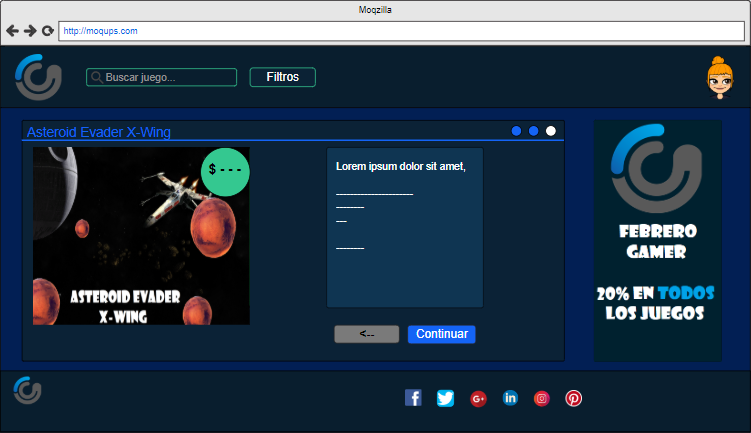 Moqzilla
http://moqups.com
Buscar juego...
Filtros
Asteroid Evader X-Wing
$---
ASTEROID EVADER
X-WING
Lorem ipsum dolor sit amet,
<--
Continuar
FEBRERO
GAMER
20% EN TODOS
LOS JUEGOS
f
G+
in